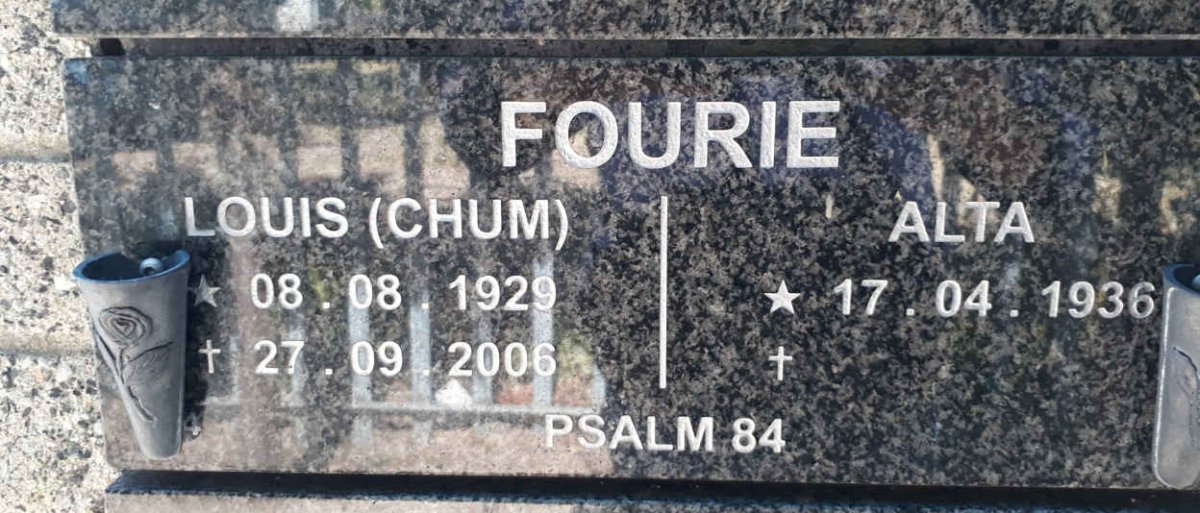 FOURIE
LOUIS (CHUM)
★ 08 . 08 . 1929
✝ 27 . 09 . 2006
ALTA
★ 17 . 04 . 1936
✝
PSALM 84